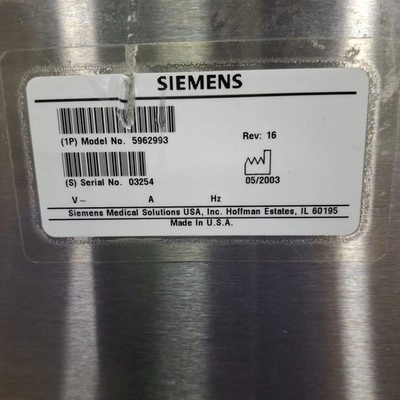 SIEMENS
(1P) Model No. 5962993 Rev: 16
(S) Serial No. 03254 05/2003
V~ A Hz
Siemens Medical Solutions USA, Inc. Hoffman Estates, IL 60195
Made In U.S.A.